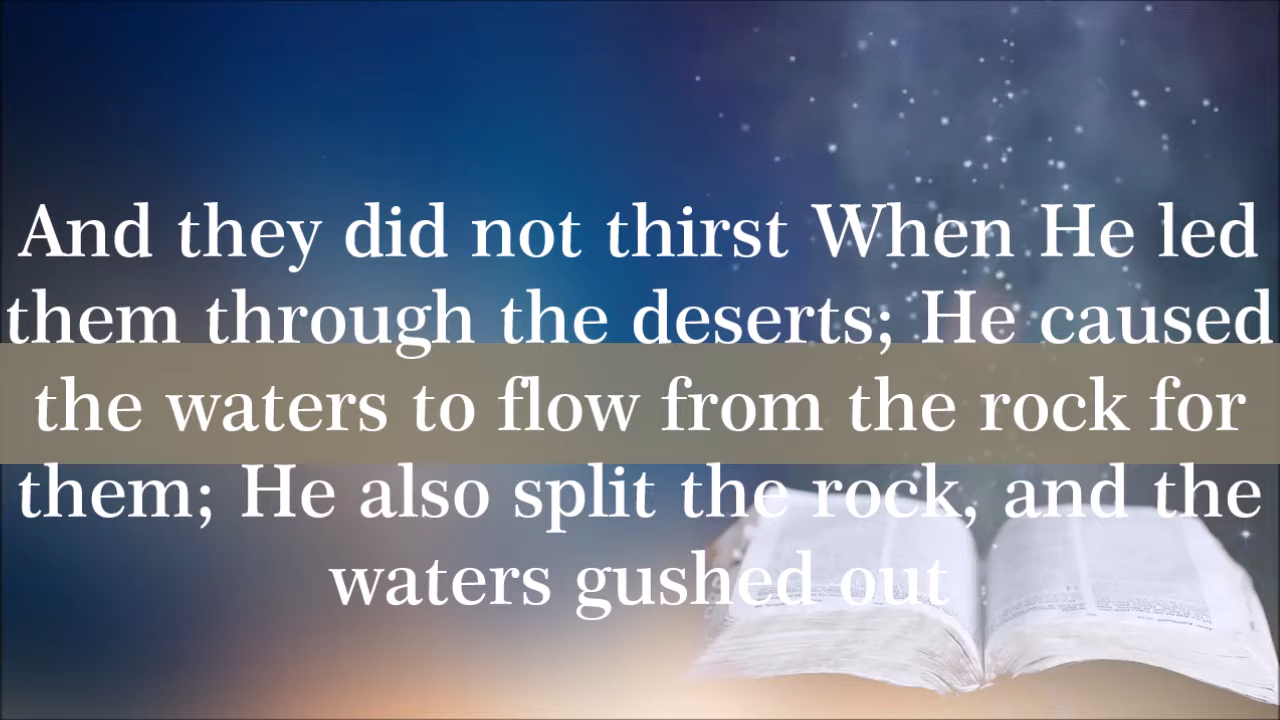 And they did not thirst When He led
them through the deserts; He caused
the waters to flow from the rock for
them; He also split the rock, and the
waters gushed out